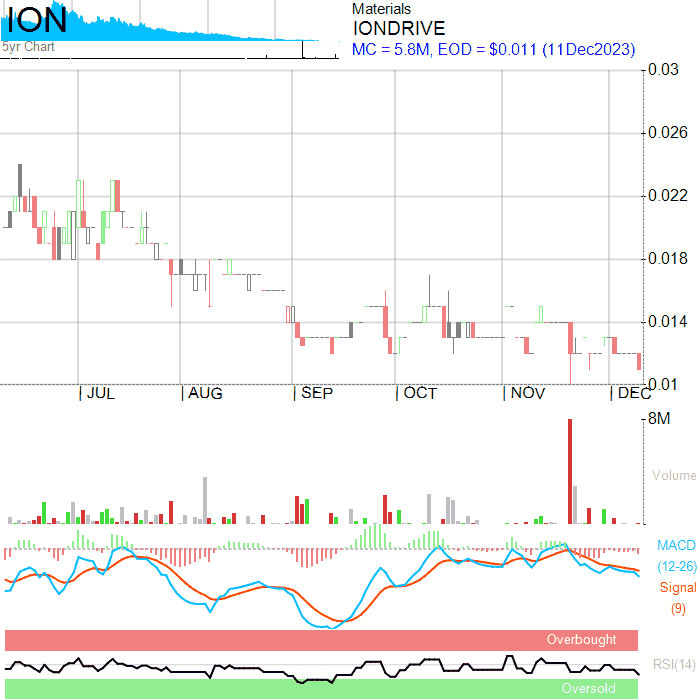 ION
5yr Chart
Materials
IONDRIVE
MC = 5.8M, EOD = $0.011 (11Dec2023)
0.03
0.026
0.022
0.018
0.014
0.01
JUL AUG SEP OCT NOV DEC
8M
Volume
MACD
(12-26)
Signal
(9)
Overbought
RSI(14)
Oversold